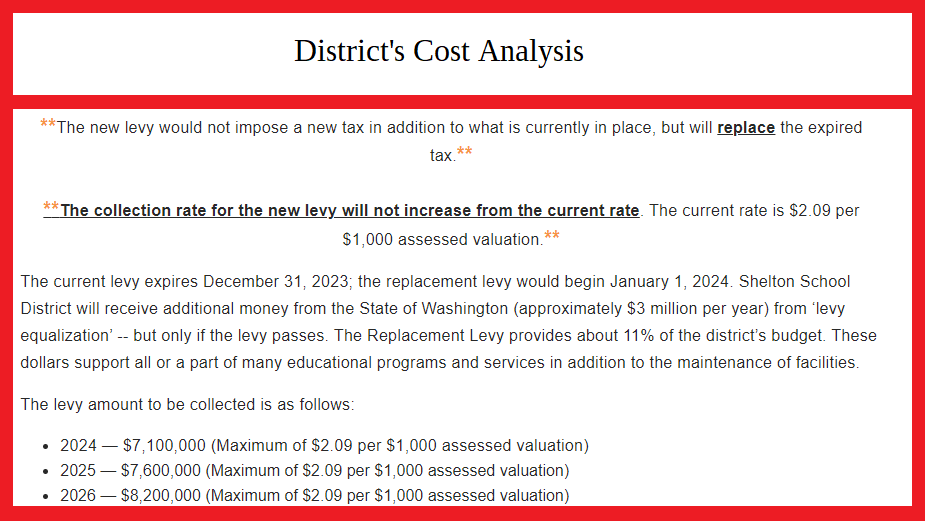 District's Cost Analysis
**The new levy would not impose a new tax in addition to what is currently in place, but will replace the expired
tax.**
**The collection rate for the new levy will not increase from the current rate. The current rate is $2.09 per
$1,000 assessed valuation.**
The current levy expires December 31, 2023; the replacement levy would begin January 1, 2024. Shelton School
District will receive additional money from the State of Washington (approximately $3 million per year) from ‘levy
equalization’ -- but only if the levy passes. The Replacement Levy provides about 11% of the district’s budget. These
dollars support all or a part of many educational programs and services in addition to the maintenance of facilities.
The levy amount to be collected is as follows:
• 2024 — $7,100,000 (Maximum of $2.09 per $1,000 assessed valuation)
• 2025 — $7,600,000 (Maximum of $2.09 per $1,000 assessed valuation)
• 2026 — $8,200,000 (Maximum of $2.09 per $1,000 assessed valuation)